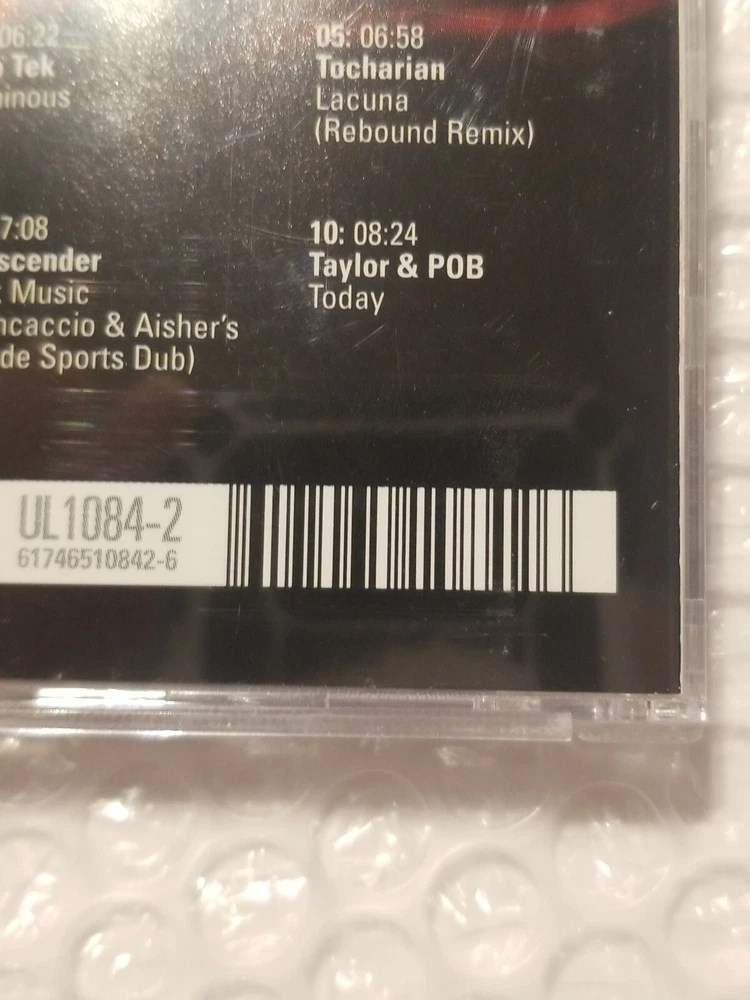 06:22
Tek
inous
05: 06:58
Tocharian
Lacuna
(Rebound Remix)
7:08
scender
Music
ncaccio & Aisher's
de Sports Dub)
10: 08:24
Taylor & POB
Today
UL1084-2
61746510842-6